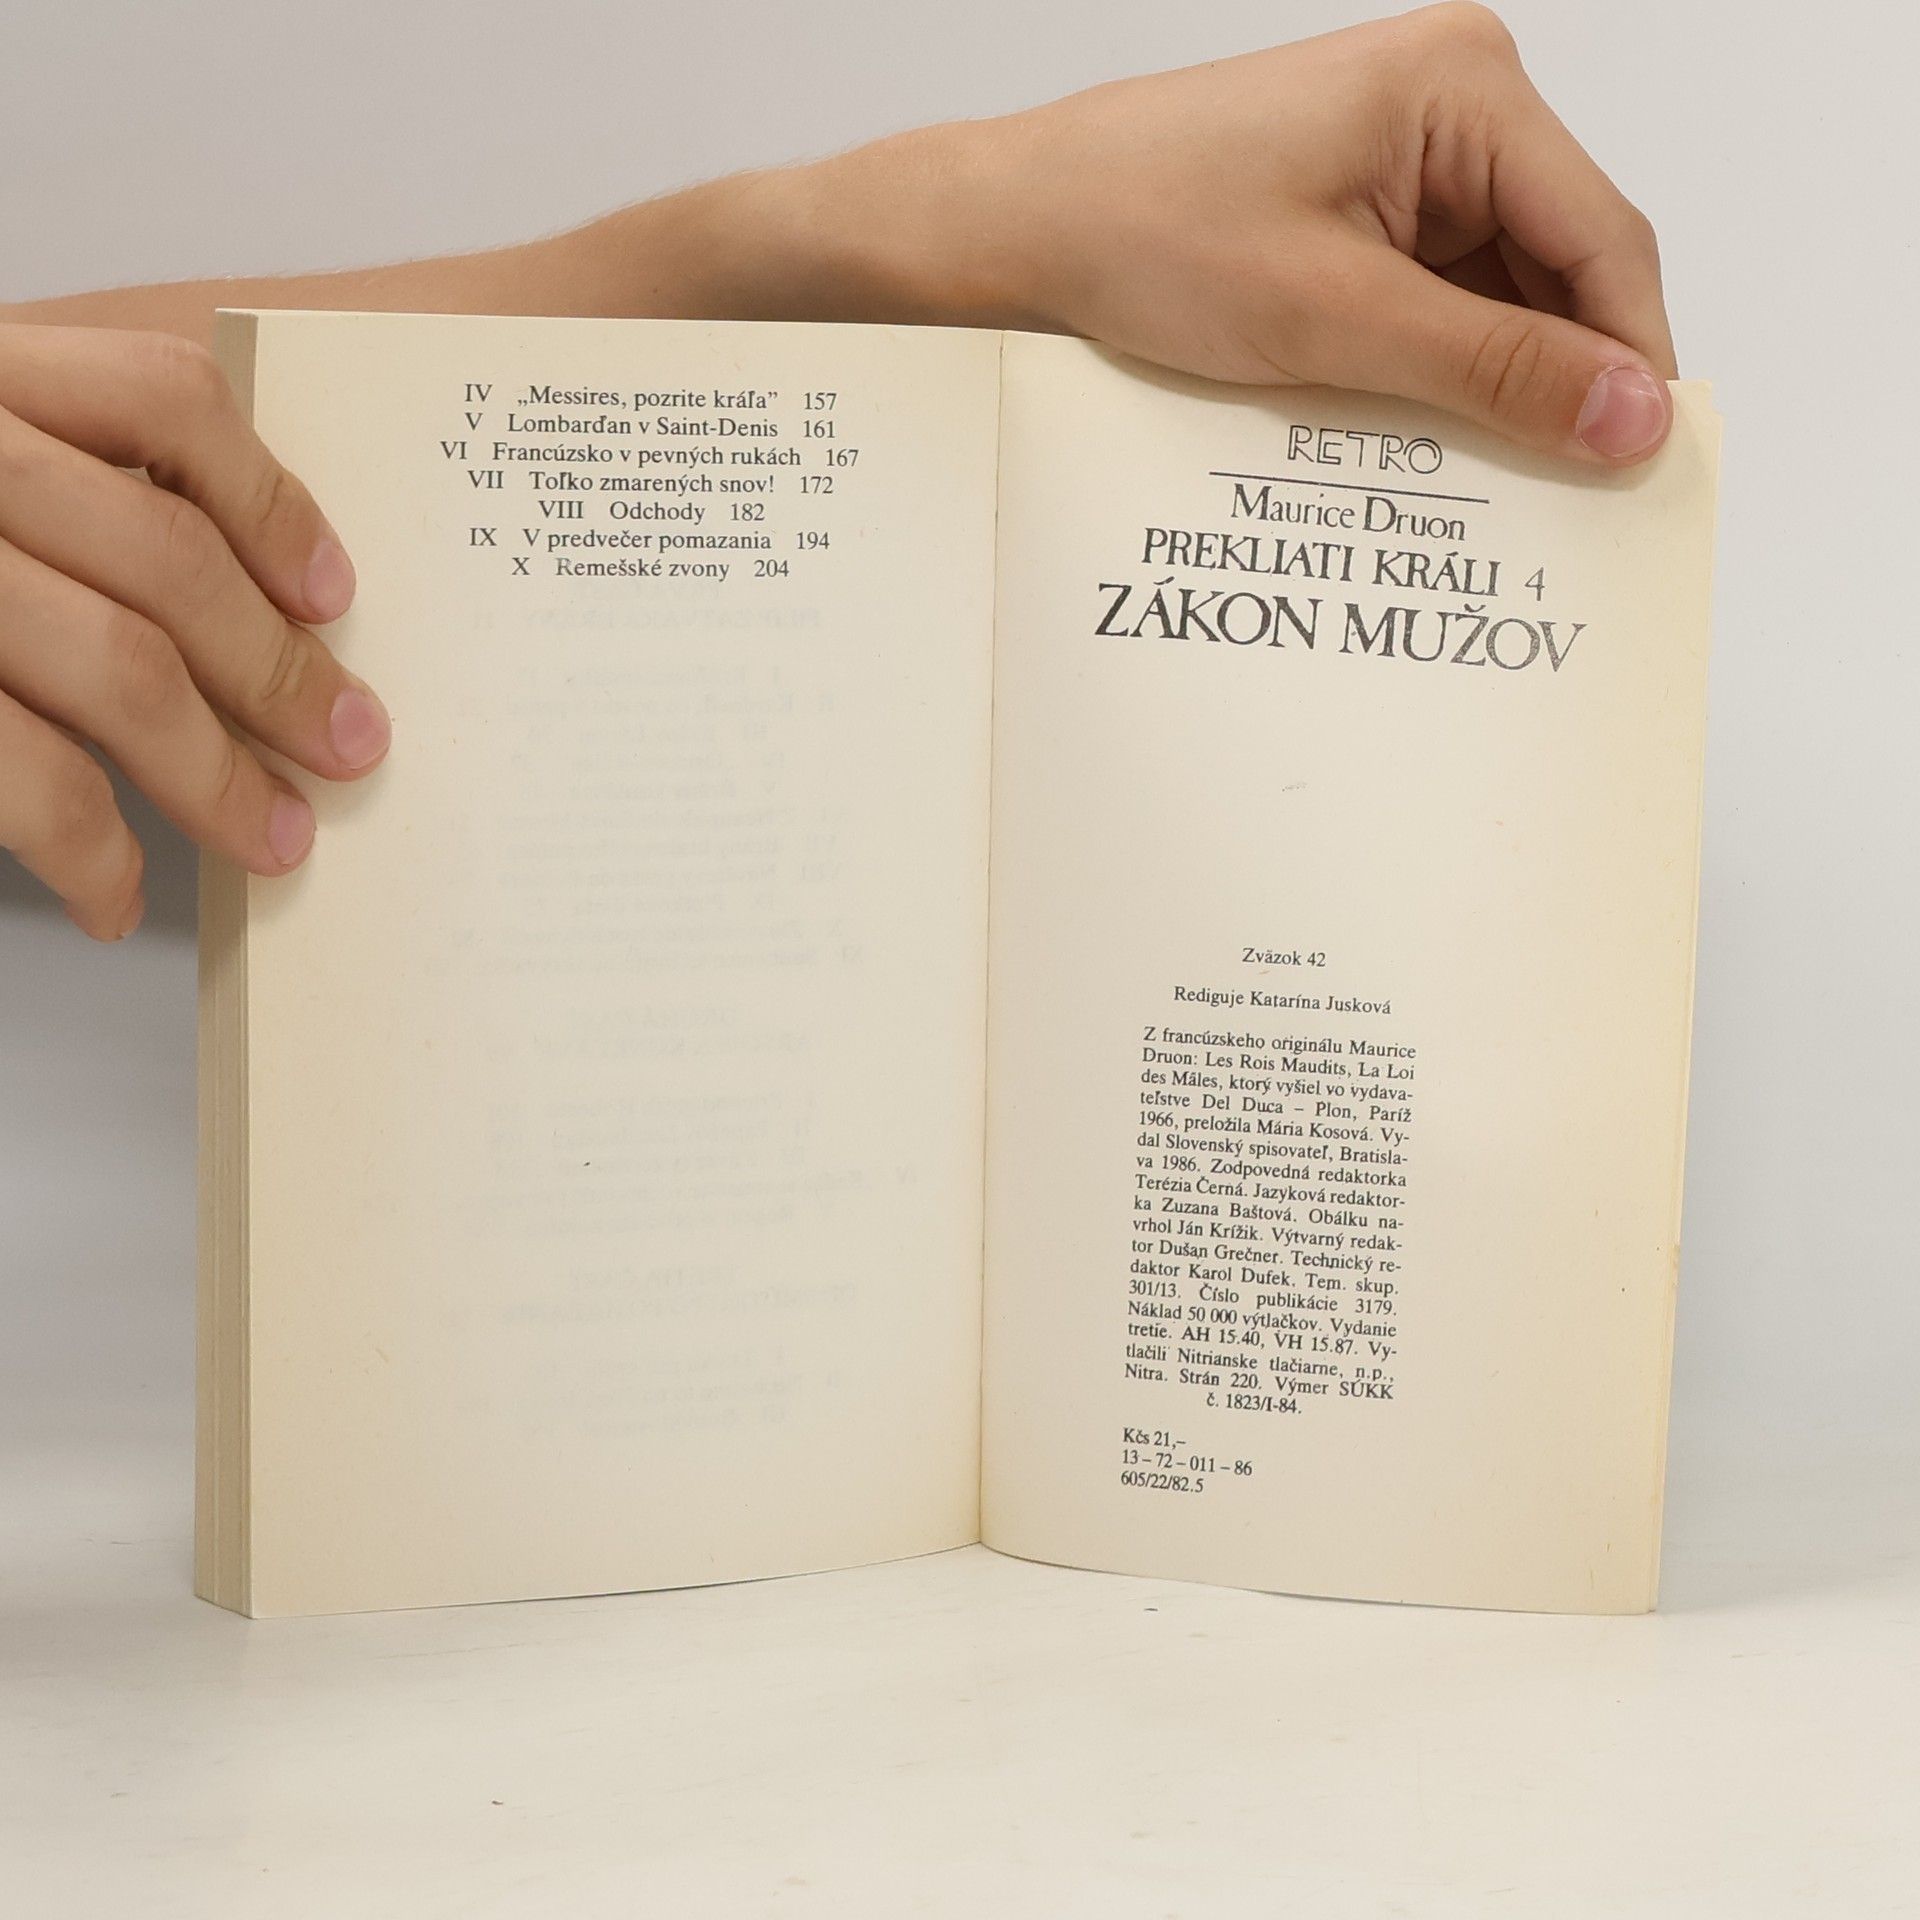 IV „Messires, pozrite kráľa” 157
V Lombarďan v Saint-Denis 161
VI Francúzsko v pevných rukách 167
VII Toľko zmarených snov! 172
VIII Odchody 182
IX V predvečer pomazania 194
X Remešské zvony 204
RETRO
Maurice Druon
PREKLIATI KRÁLI 4
ZÁKON MUŽOV
Zväzok 42
Rediguje Katarína Jusková
Z francúzskeho originálu Maurice
Druon: Les Rois Maudits, La Loi
des Mâles, ktorý vyšiel vo vydava-
teľstve Del Duca – Plon, Paríž
1966, preložila Mária Kosová. Vy-
dal Slovenský spisovateľ, Bratisla-
va 1986. Zodpovedná redaktorka
Terézia Černá. Jazyková redaktor-
ka Zuzana Baštová. Obálku na-
vrhol Ján Krížik. Výtvarný redak-
tor Dušan Grečner. Technický re-
daktor Karol Dufek. Tem. skup.
301/13. Číslo publikácie 3179.
Náklad 50 000 výtlačkov. Vydanie
tretie. AH 15.40, VH 15.87. Vy-
tlačili Nitrianske tlačiarne, n.p.,
Nitra. Strán 220. Výmer SÚKK
č. 1823/I-84.
Kčs 21,–
13 – 72 – 011 – 86
605/22/82.5